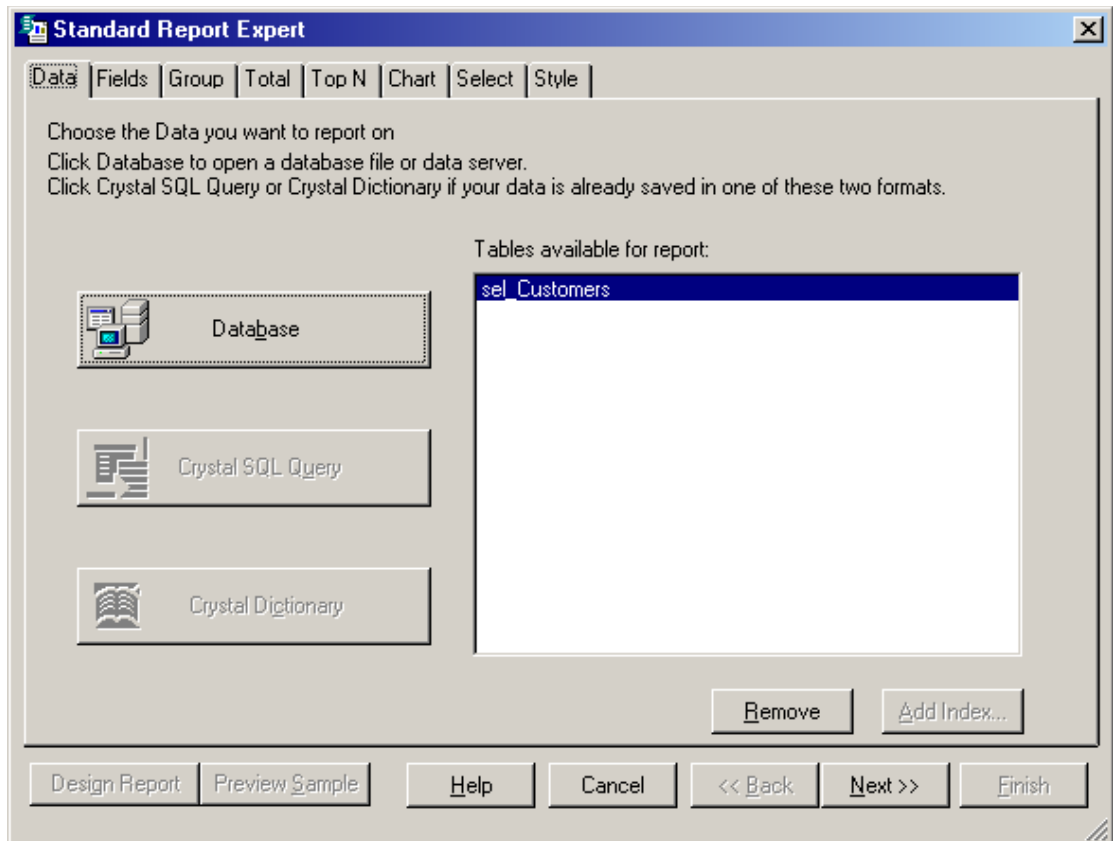 Standard Report Expert
Data Fields Group Total Top N Chart Select Style
Choose the Data you want to report on
Click Database to open a database file or data server.
Click Crystal SQL Query or Crystal Dictionary if your data is already saved in one of these two formats.
Tables available for report:
sel_Customers
Database
Crystal SQL Query
Crystal Dictionary
Remove Add Index...
Design Report Preview Sample Help Cancel << Back Next >> Finish